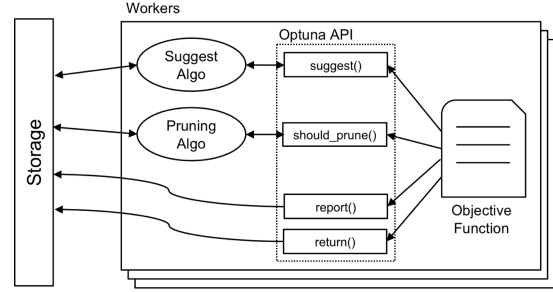 Workers
Optuna API
Suggest
Algo
suggest()
Pruning
Algo
should_prune()
Storage
report()
return()
Objective
Function